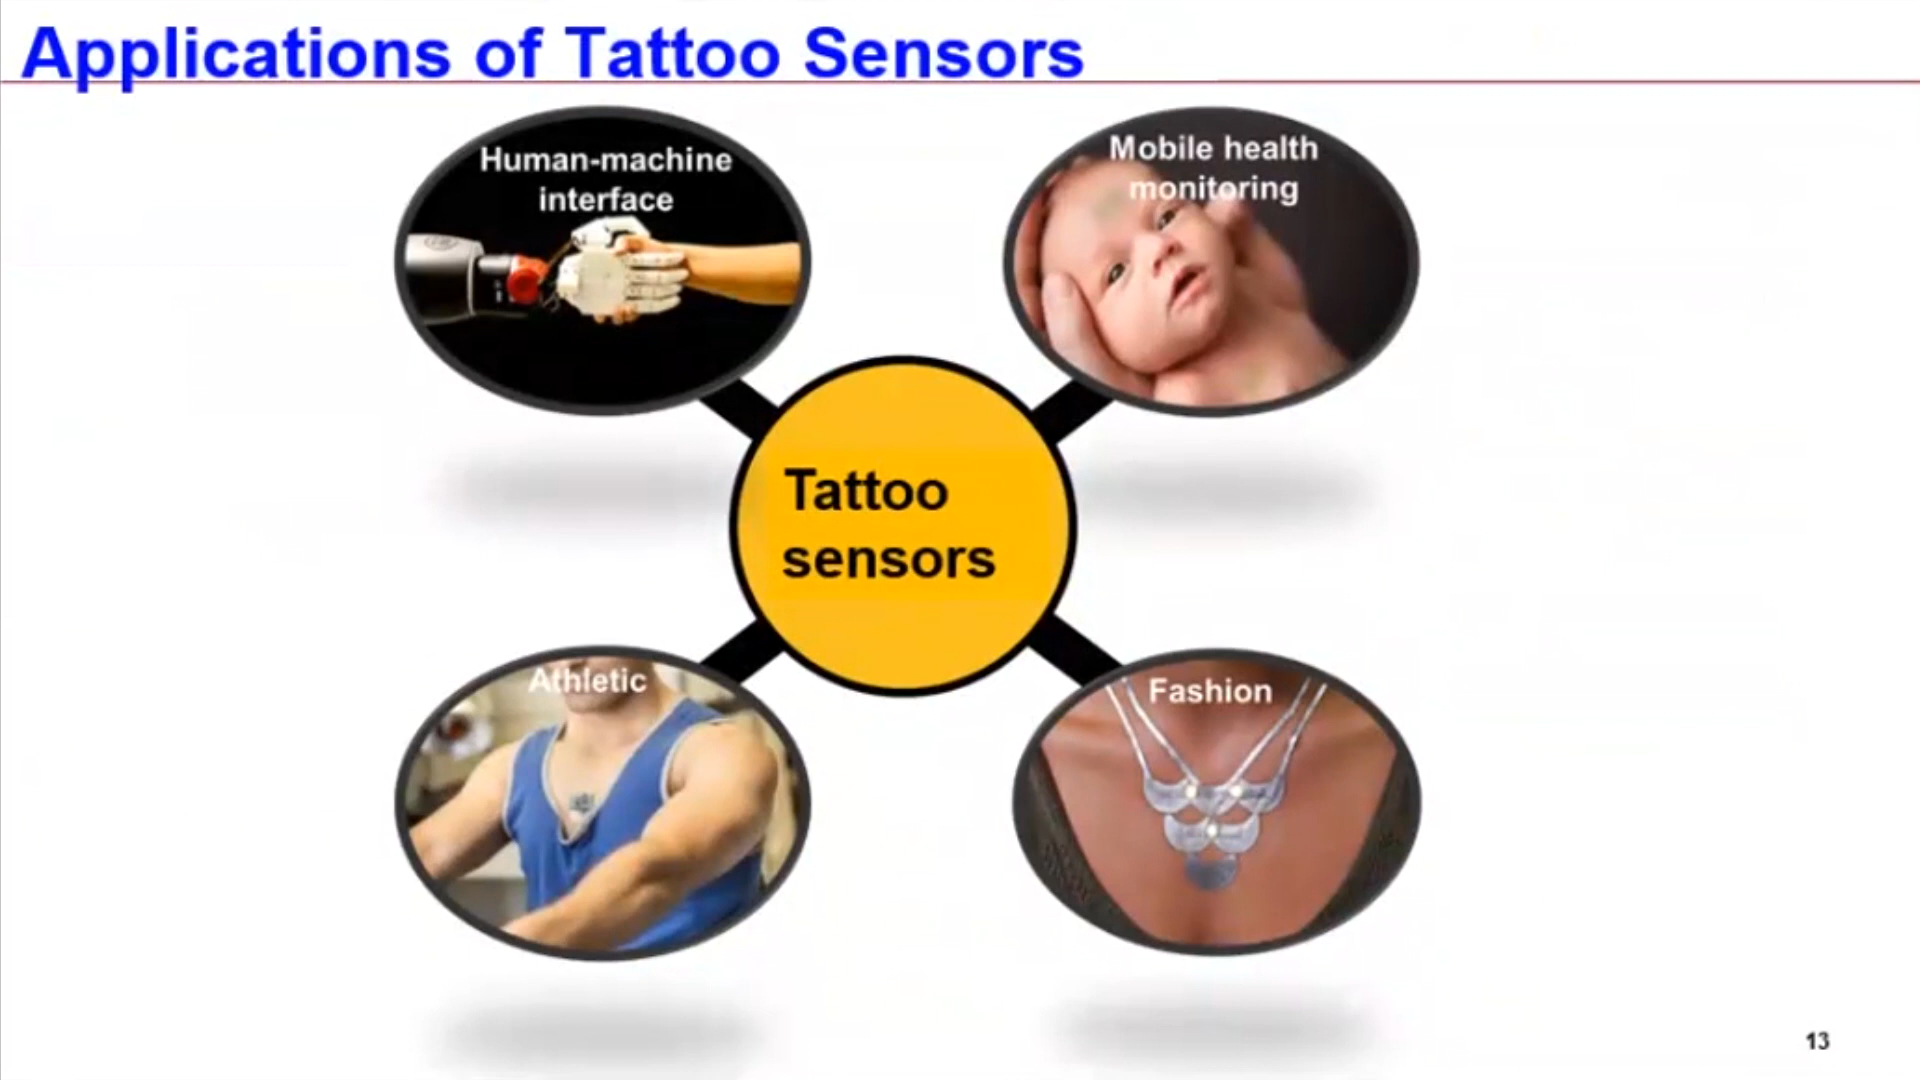 Applications of Tattoo Sensors
Human-machine
interface
Mobile health
monitoring
Tattoo
sensors
Athletic
Fashion
13